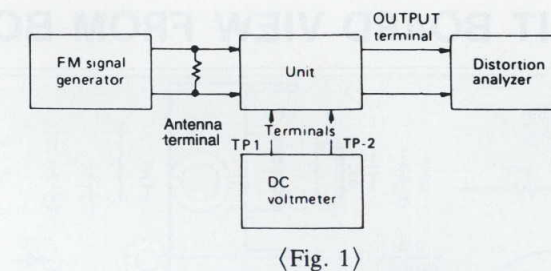 OUTPUT
terminal
FM signal
generator
Unit
Distortion
analyzer
Antenna
terminal
Terminals
TP1
TP-2
DC
voltmeter
⟨Fig. 1⟩